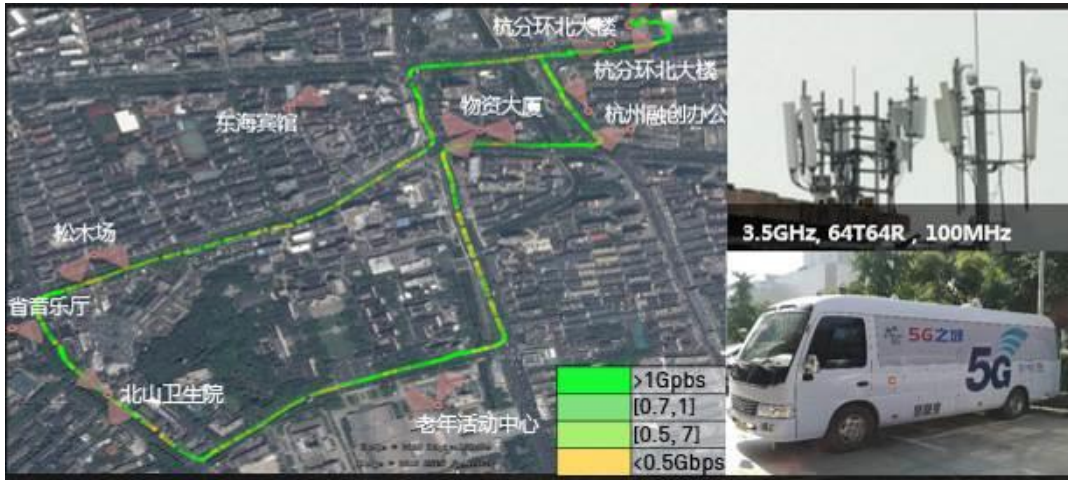 杭分环北大楼
杭分环北大楼
物资大厦
杭州融创办公
东海宾馆
松木场
省音乐厅
北山卫生院
老年活动中心
>1Gpbs
[0.7,1]
[0.5, 7]
<0.5Gbps
3.5GHz, 64T64R , 100MHz
5G之城
5G